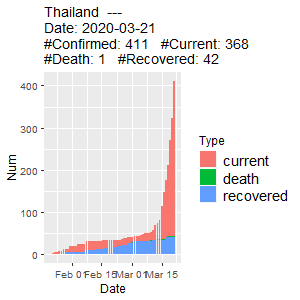 Thailand  ---
Date: 2020-03-21
#Confirmed: 411   #Current: 368
#Death: 1   #Recovered: 42
400
300
200
100
0
Num
Feb 01 Feb 15 Mar 01 Mar 15
Date
Type
current
death
recovered